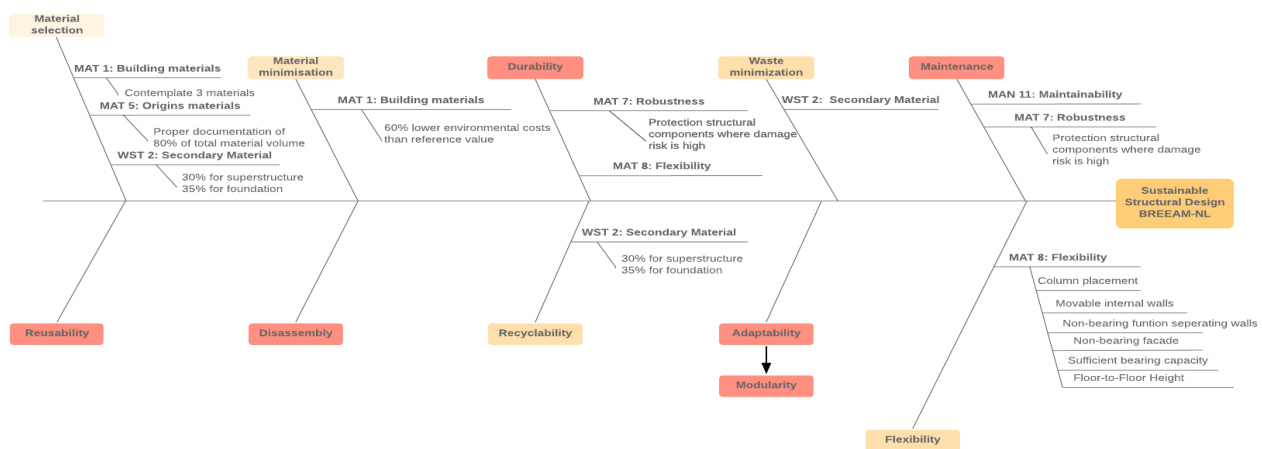 Material
selection
MAT 1: Building materials
Contemplate 3 materials
MAT 5: Origins materials
Proper documentation of
80% of total material volume
WST 2: Secondary Material
30% for superstructure
35% for foundation
Material
minimisation
MAT 1: Building materials
60% lower environmental costs
than reference value
Durability
MAT 7: Robustness
Protection structural
components where damage
risk is high
MAT 8: Flexibility
Waste
minimization
WST 2: Secondary Material
Maintenance
MAN 11: Maintainability
MAT 7: Robustness
Protection structural
components where damage
risk is high
Sustainable
Structural Design
BREEAM-NL
Reusability
Disassembly
WST 2: Secondary Material
30% for superstructure
35% for foundation
Recyclability
Adaptability
Modularity
MAT 8: Flexibility
Column placement
Movable internal walls
Non-bearing funtion seperating walls
Non-bearing facade
Sufficient bearing capacity
Floor-to-Floor Height
Flexibility